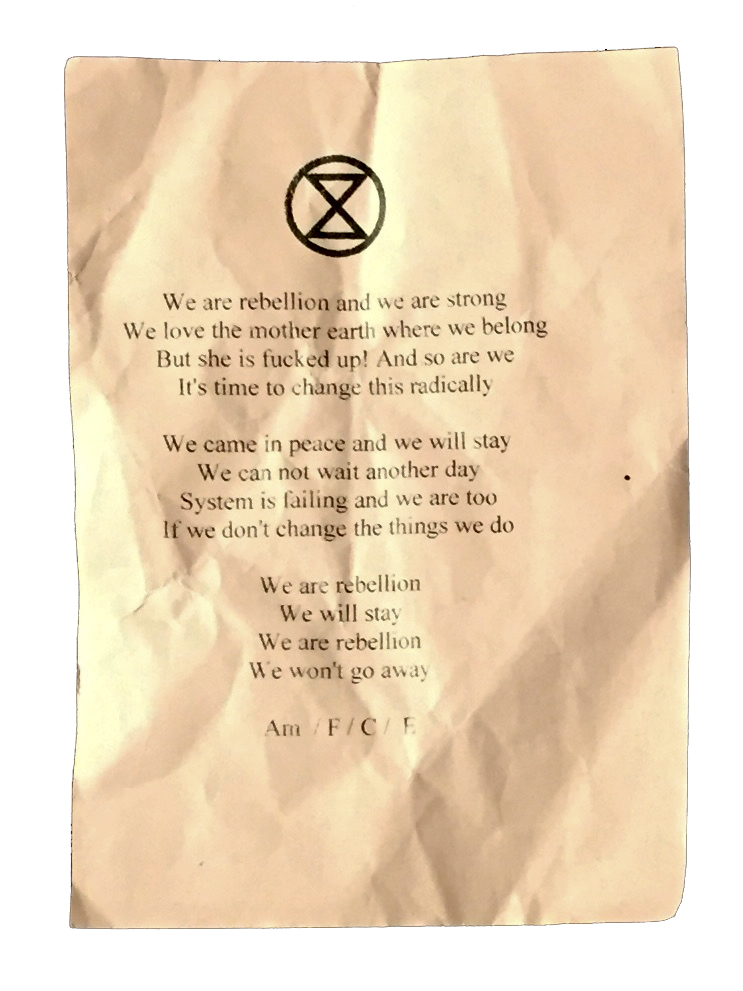 We are rebellion and we are strong
We love the mother earth where we belong
But she is fucked up! And so are we
It's time to change this radically
We came in peace and we will stay
We can not wait another day
System is failing and we are too
If we don't change the things we do
We are rebellion
We will stay
We are rebellion
We won't go away
Am / F / C / E